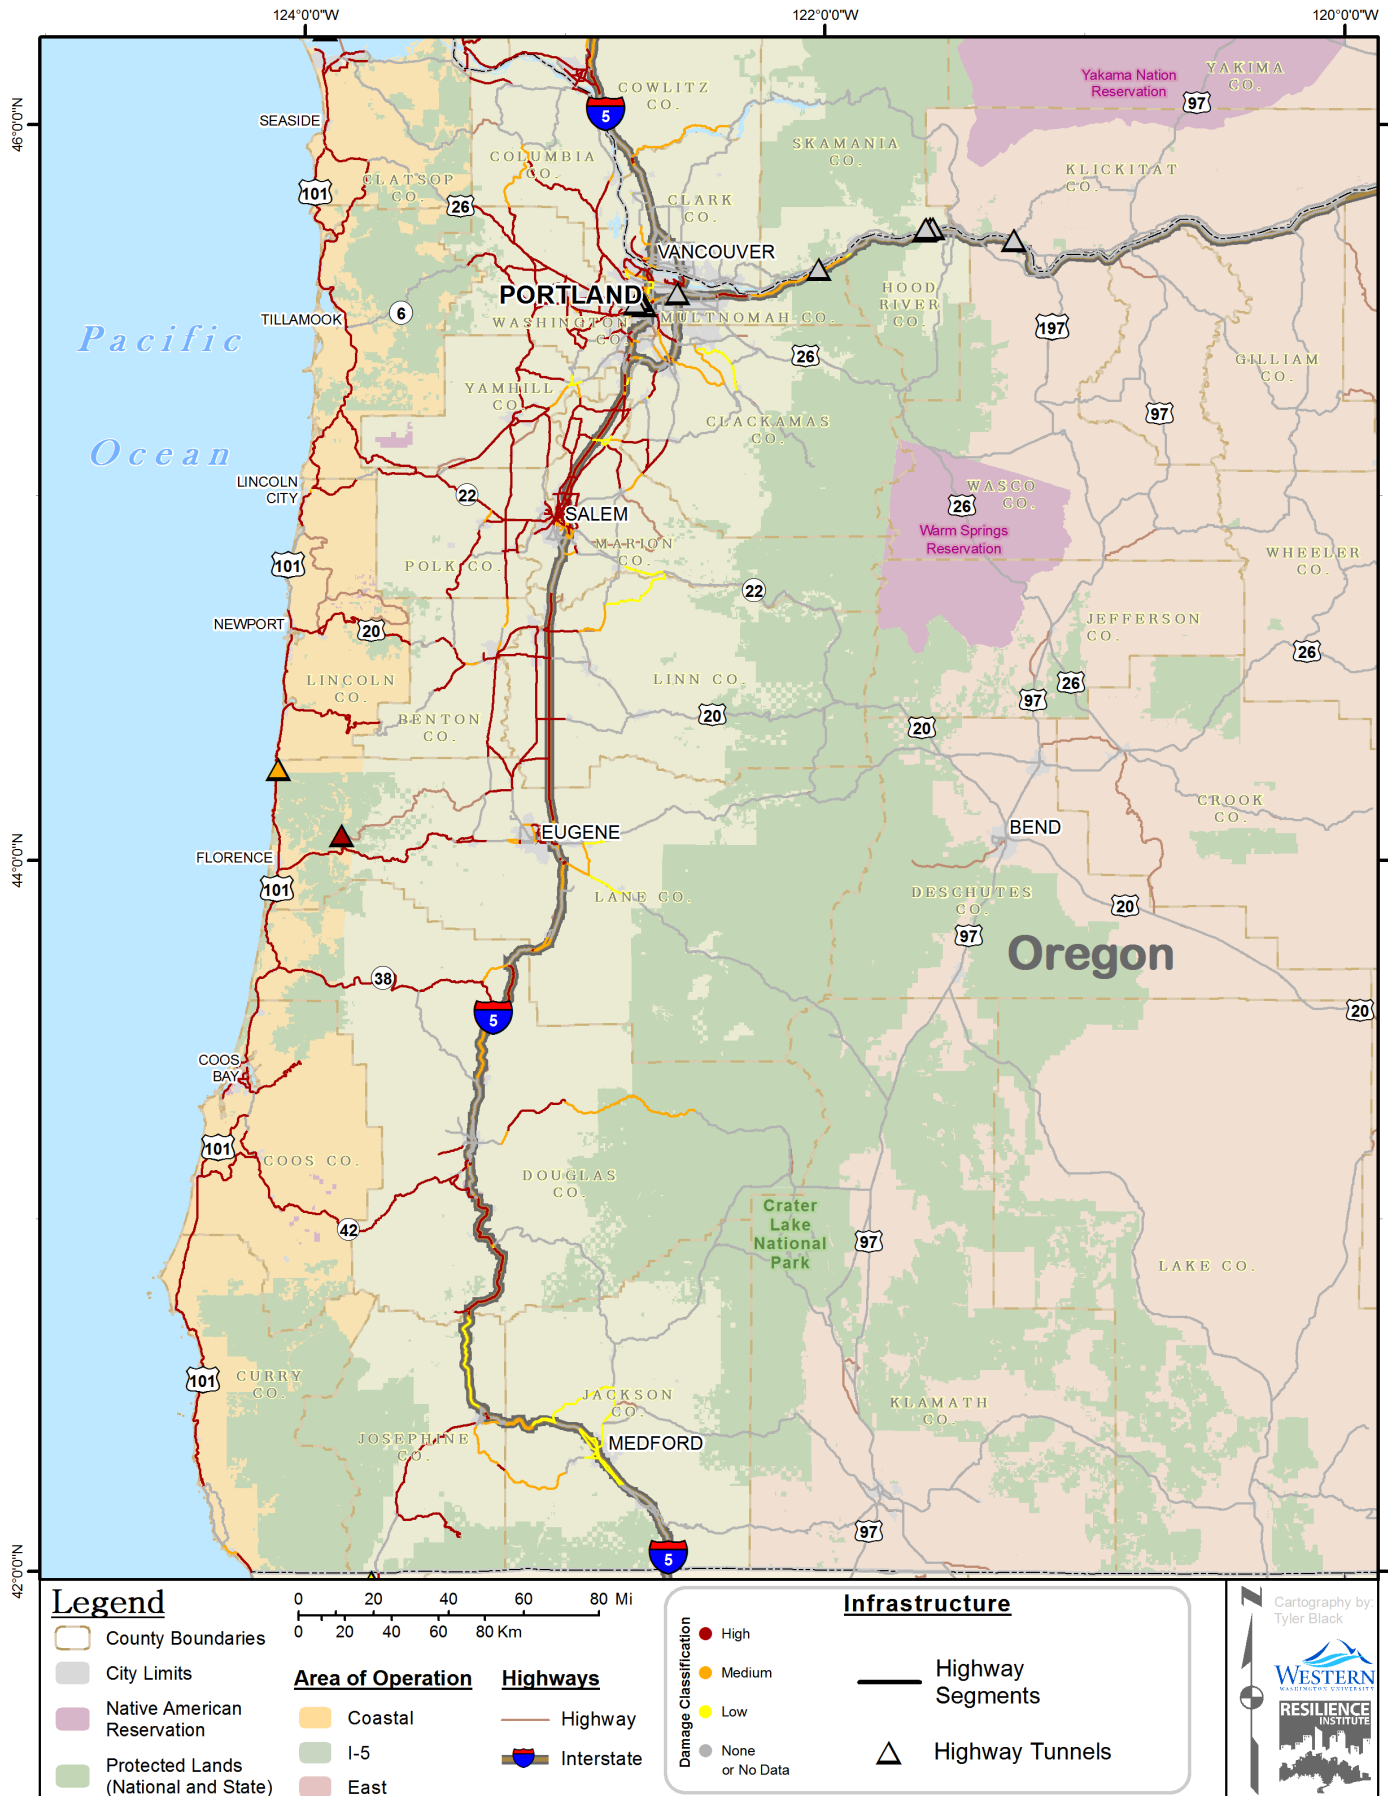 124°0'0"W
122°0'0"W
120°0'0"W
46°0'0"N
44°0'0"N
42°0'0"N
Yakama Nation
Reservation
YAKIMA
CO.
97
COWLITZ
CO.
5
SEASIDE
SKAMANIA
CO.
COLUMBIA
CO.
KLICKITAT
CO.
CLATSOP
CO.
101
26
CLARK
CO.
VANCOUVER
PORTLAND
HOOD
RIVER
CO.
6
TILLAMOOK
WASHINGTON
CO.
MULTNOMAH CO.
197
Pacific
Ocean
26
GILLIAM
CO.
YAMHILL
CO.
97
CLACKAMAS
CO.
LINCOLN
CITY
22
WASCO
CO.
26
SALEM
Warm Springs
Reservation
MARION
CO.
WHEELER
CO.
101
POLK CO.
22
NEWPORT
20
JEFFERSON
CO.
26
LINCOLN
CO.
LINN CO.
26
97
20
20
BENTON
CO.
CROOK
CO.
EUGENE
BEND
FLORENCE
101
LANE CO.
DESCHUTES
CO.
20
97
Oregon
38
5
20
COOS
BAY
101
COOS CO.
DOUGLAS
CO.
42
Crater
Lake
National
Park
97
LAKE CO.
101
CURRY
CO.
JACKSON
CO.
KLAMATH
CO.
JOSEPHINE
CO.
MEDFORD
97
5
Legend
County Boundaries
City Limits
Native American
Reservation
Protected Lands
(National and State)
0 20 40 60 80 Mi
0 20 40 60 80 Km
Area of Operation
Coastal
I-5
East
Highways
Highway
Interstate
Infrastructure
Damage Classification
High
Medium
Low
None
or No Data
Highway
Segments
Highway Tunnels
N
Cartography by:
Tyler Black
WESTERN
WASHINGTON UNIVERSITY
RESILIENCE
INSTITUTE